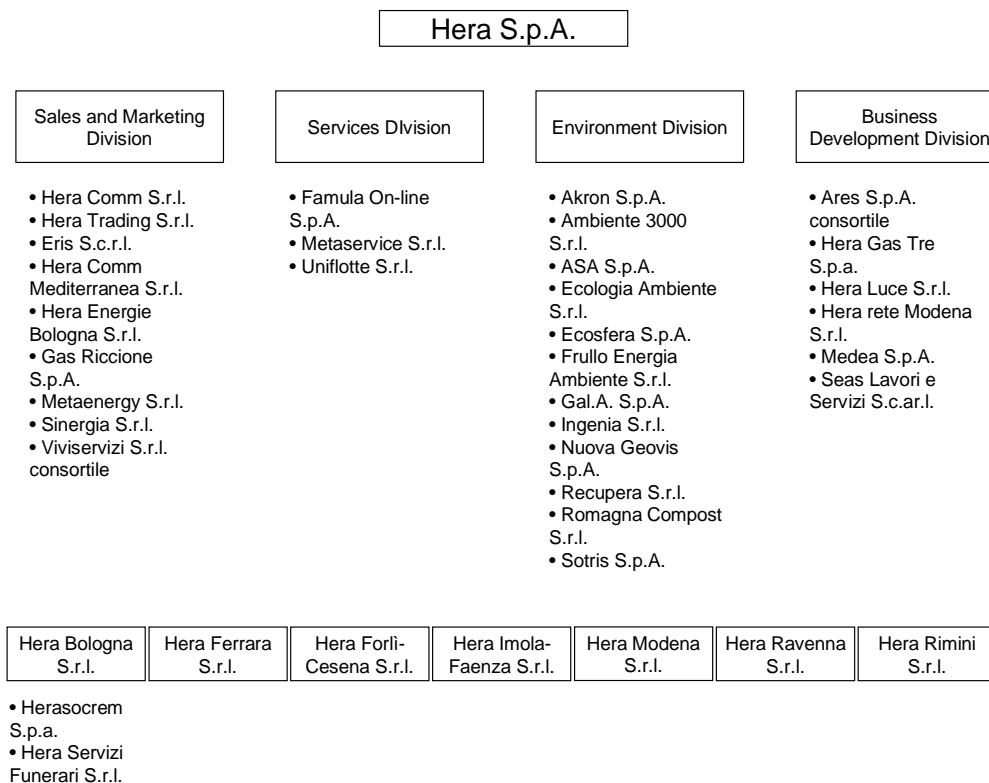 Hera S.p.A.
Sales and Marketing
Division
• Hera Comm S.r.l.
• Hera Trading S.r.l.
• Eris S.c.r.l.
• Hera Comm
Mediterranea S.r.l.
• Hera Energie
Bologna S.r.l.
• Gas Riccione
S.p.A.
• Metaenergy S.r.l.
• Sinergia S.r.l.
• Viviservizi S.r.l.
consortile
Services DIvision
• Famula On-line
S.p.A.
• Metaservice S.r.l.
• Uniflotte S.r.l.
Environment Division
• Akron S.p.A.
• Ambiente 3000
S.r.l.
• ASA S.p.A.
• Ecologia Ambiente
S.r.l.
• Ecosfera S.p.A.
• Frullo Energia
Ambiente S.r.l.
• Gal.A. S.p.A.
• Ingenia S.r.l.
• Nuova Geovis
S.p.A.
• Recupera S.r.l.
• Romagna Compost
S.r.l.
• Sotris S.p.A.
Business
Development Division
• Ares S.p.A.
consortile
• Hera Gas Tre
S.p.a.
• Hera Luce S.r.l.
• Hera rete Modena
S.r.l.
• Medea S.p.A.
• Seas Lavori e
Servizi S.c.ar.l.
Hera Bologna
S.r.l.
Hera Ferrara
S.r.l.
Hera Forlì-
Cesena S.r.l.
Hera Imola-
Faenza S.r.l.
Hera Modena
S.r.l.
Hera Ravenna
S.r.l.
Hera Rimini
S.r.l.
• Herasocrem
S.p.a.
• Hera Servizi
Funerari S.r.l.